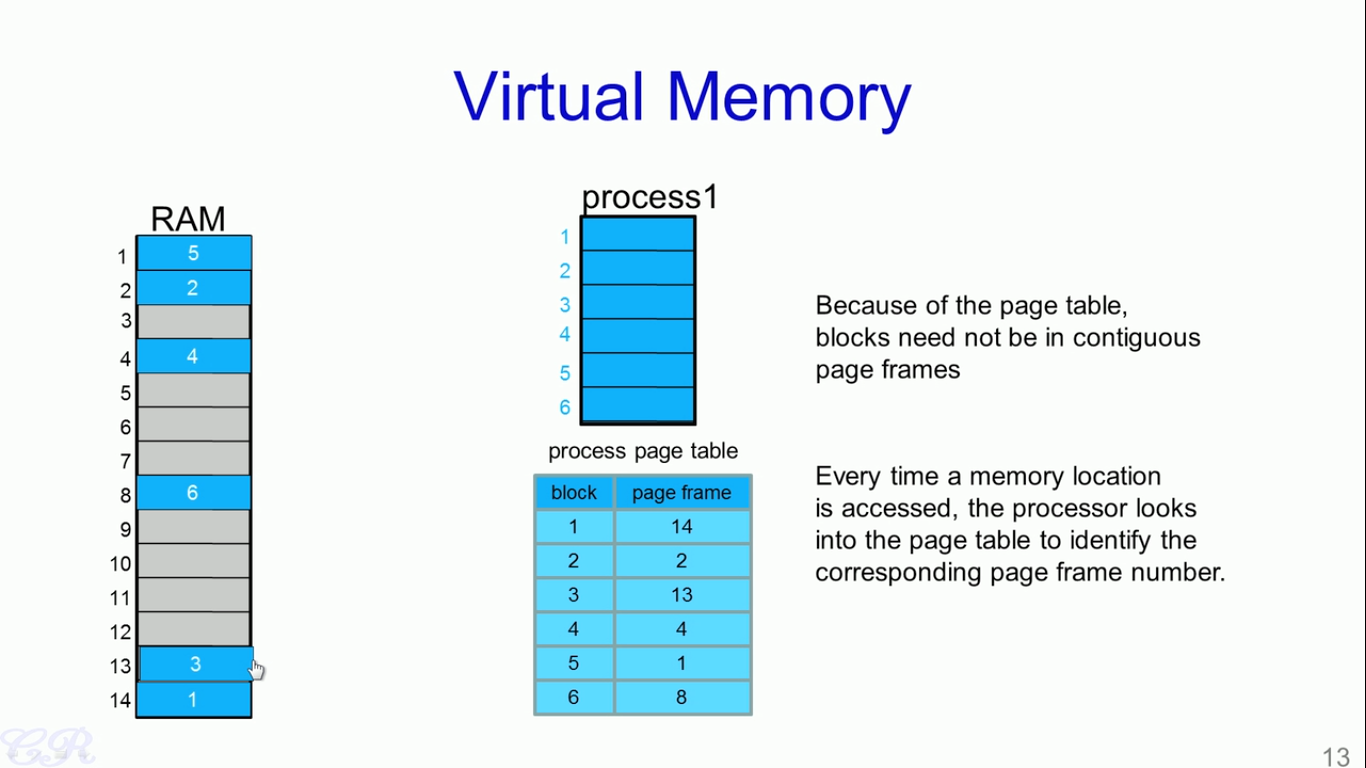 Virtual Memory
RAM
1 5
2 2
3
4 4
5
6
7
8 6
9
10
11
12
13 3
14 1
process1
1
2
3
4
5
6
process page table
block page frame
1 14
2 2
3 13
4 4
5 1
6 8
Because of the page table,
blocks need not be in contiguous
page frames
Every time a memory location
is accessed, the processor looks
into the page table to identify the
corresponding page frame number.
CR
13